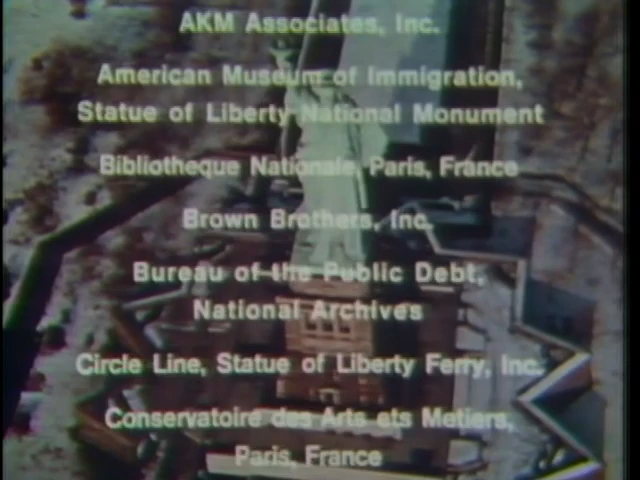 AKM Associates, Inc.
American Museum of Immigration,
Statue of Liberty National Monument
Bibliotheque Nationale, Paris, France
Brown Brothers, Inc.
Bureau of the Public Debt,
National Archives
Circle Line, Statue of Liberty Ferry, Inc.
Conservatoire des Arts ets Metiers,
Paris, France